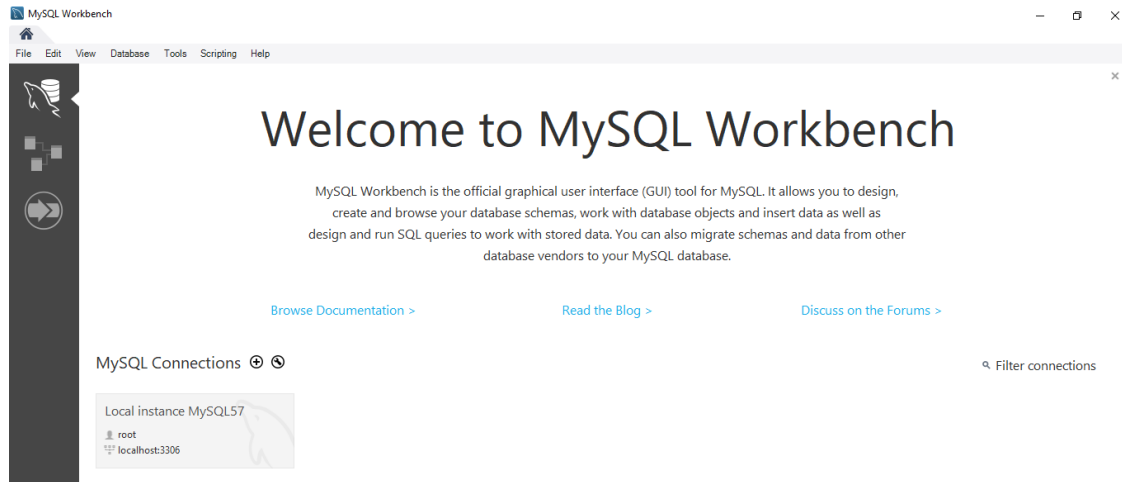 MySQL Workbench
File Edit View Database Tools Scripting Help
Welcome to MySQL Workbench
MySQL Workbench is the official graphical user interface (GUI) tool for MySQL. It allows you to design,
create and browse your database schemas, work with database objects and insert data as well as
design and run SQL queries to work with stored data. You can also migrate schemas and data from other
database vendors to your MySQL database.
Browse Documentation > Read the Blog > Discuss on the Forums >
MySQL Connections Filter connections
Local instance MySQL57
root
localhost:3306